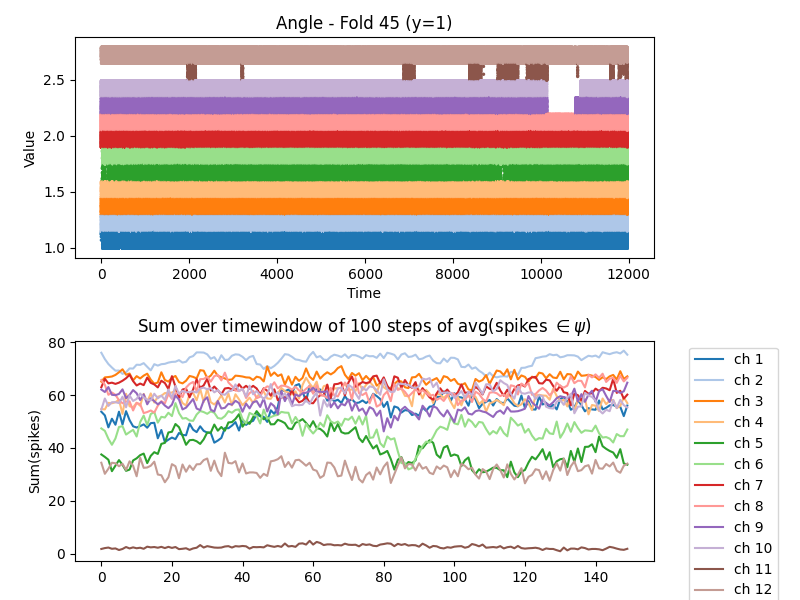 Angle - Fold 45 (y=1)
Value
2.5
2.0
1.5
1.0
0
2000
4000
6000
8000
10000
12000
Time
Sum over timewindow of 100 steps of avg(spikes ∈ ψ)
Sum(spikes)
80
60
40
20
0
0
20
40
60
80
100
120
140
ch 1
ch 2
ch 3
ch 4
ch 5
ch 6
ch 7
ch 8
ch 9
ch 10
ch 11
ch 12